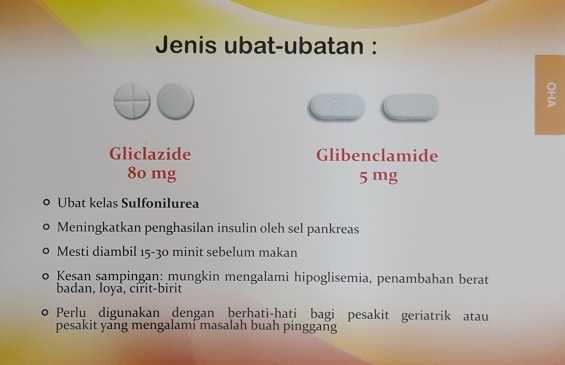 Jenis ubat-ubatan :
OHA
Gliclazide
80 mg
Glibenclamide
5 mg
Ubat kelas Sulfonilurea
Meningkatkan penghasilan insulin oleh sel pankreas
Mesti diambil 15-30 minit sebelum makan
Kesan sampingan: mungkin mengalami hipoglisemia, penambahan berat
badan, loya, cirit-birit
Perlu digunakan dengan berhati-hati bagi pesakit geriatrik atau
pesakit yang mengalami masalah buah pinggang